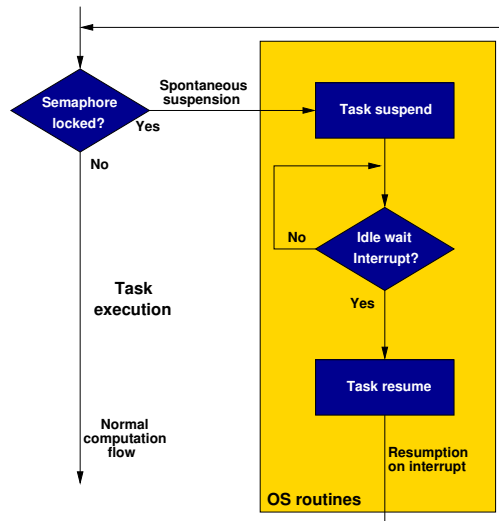 Semaphore
locked?
Yes
No
Spontaneous
suspension
Task suspend
Idle wait
Interrupt?
No
Yes
Task
execution
Task resume
Normal
computation
flow
Resumption
on interrupt
OS routines